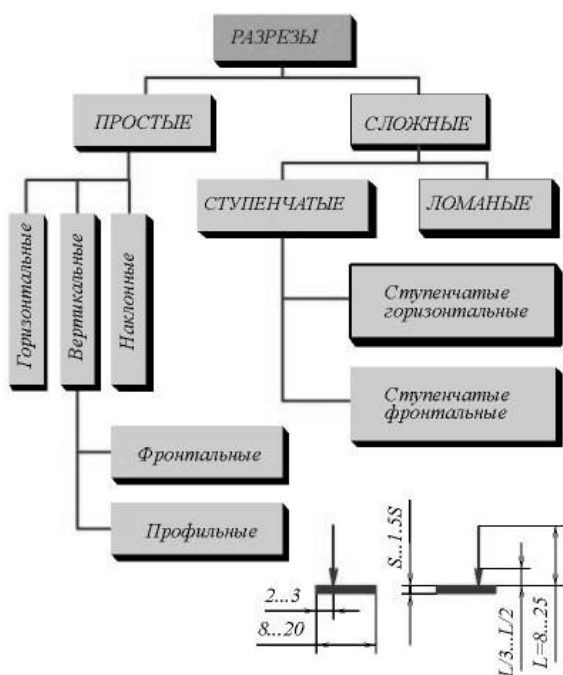 РАЗРЕЗЫ
ПРОСТЫЕ
СЛОЖНЫЕ
СТУПЕНЧАТЫЕ
ЛОМАНЫЕ
Горизонтальные
Вертикальные
Наклонные
Ступенчатые
горизонтальные
Ступенчатые
фронтальные
Фронтальные
Профильные
2...3
8...20
S...1.5S
L/3...L/2
L=8...25